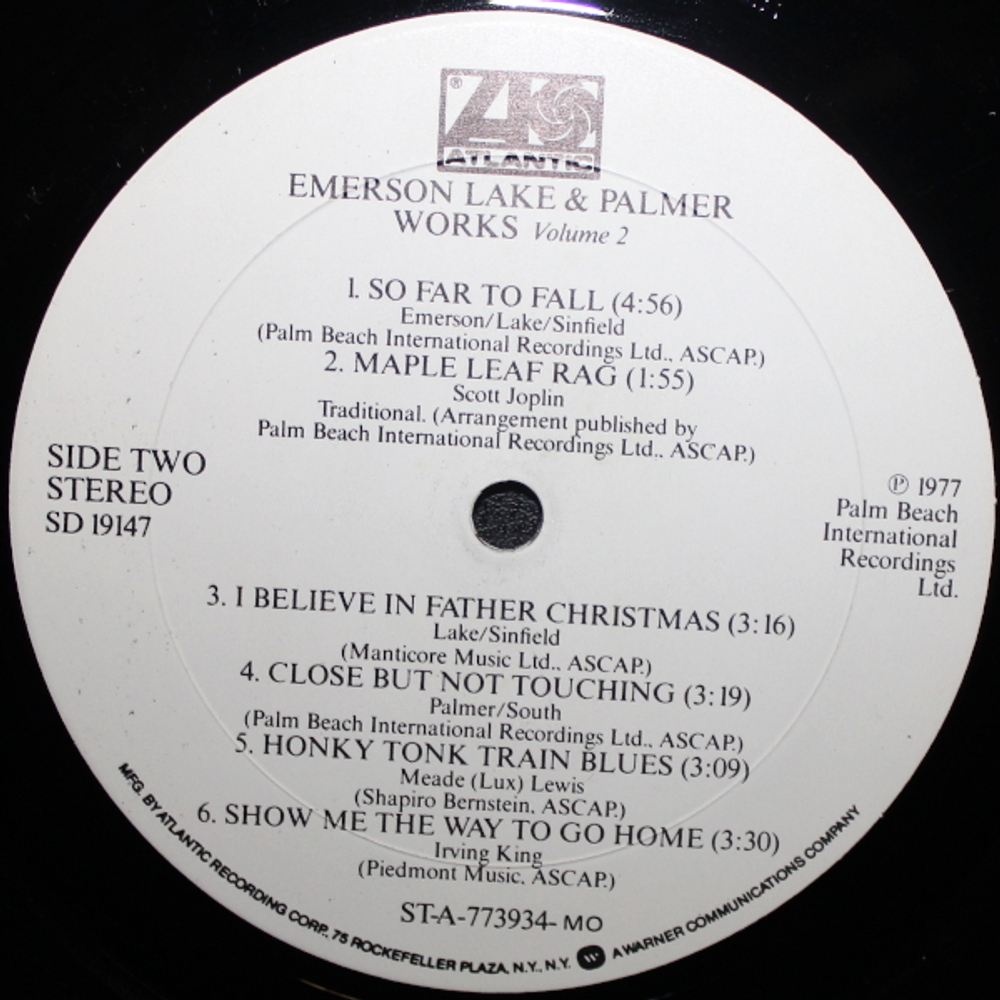 ®
ATLANTIC
EMERSON LAKE & PALMER
WORKS Volume 2
1. SO FAR TO FALL (4:56)
Emerson/Lake/Sinfield
(Palm Beach International Recordings Ltd., ASCAP.)
2. MAPLE LEAF RAG (1:55)
Scott Joplin
Traditional. (Arrangement published by
Palm Beach International Recordings Ltd., ASCAP.)
SIDE TWO
STEREO
SD 19147
℗ 1977
Palm Beach
International
Recordings
Ltd.
3. I BELIEVE IN FATHER CHRISTMAS (3:16)
Lake/Sinfield
(Manticore Music Ltd., ASCAP.)
4. CLOSE BUT NOT TOUCHING (3:19)
Palmer/South
(Palm Beach International Recordings Ltd., ASCAP.)
5. HONKY TONK TRAIN BLUES (3:09)
Meade (Lux) Lewis
(Shapiro Bernstein, ASCAP.)
6. SHOW ME THE WAY TO GO HOME (3:30)
Irving King
(Piedmont Music, ASCAP.)
ST-A-773934- MO
MFG. BY ATLANTIC RECORDING CORP., 75 ROCKEFELLER PLAZA, N.Y., N.Y. A WARNER COMMUNICATIONS COMPANY